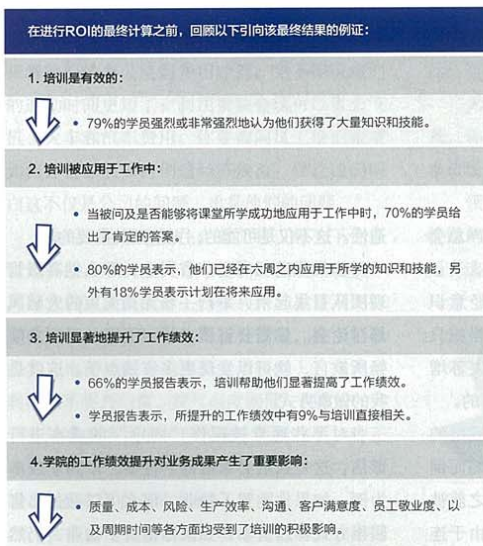 在进行ROI的最终计算之前，回顾以下引向该最终结果的例证：
1. 培训是有效的：
• 79%的学员强烈或非常强烈地认为他们获得了大量知识和技能。
2. 培训被应用于工作中：
• 当被问及是否能够将课堂所学成功地应用于工作中时，70%的学员给
出了肯定的答案。
• 80%的学员表示，他们已经在六周之内应用了所学的知识和技能，另
外有18%学员表示计划在将来应用。
3. 培训显著地提升了工作绩效：
• 66%的学员报告表示，培训帮助他们显著提高了工作绩效。
• 学员报告表示，所提升的工作绩效中有9%与培训直接相关。
4.学院的工作绩效提升对业务成果产生了重要影响：
• 质量、成本、风险、生产效率、沟通、客户满意度、员工敬业度、以
及周期时间等各方面均受到了培训的积极影响。